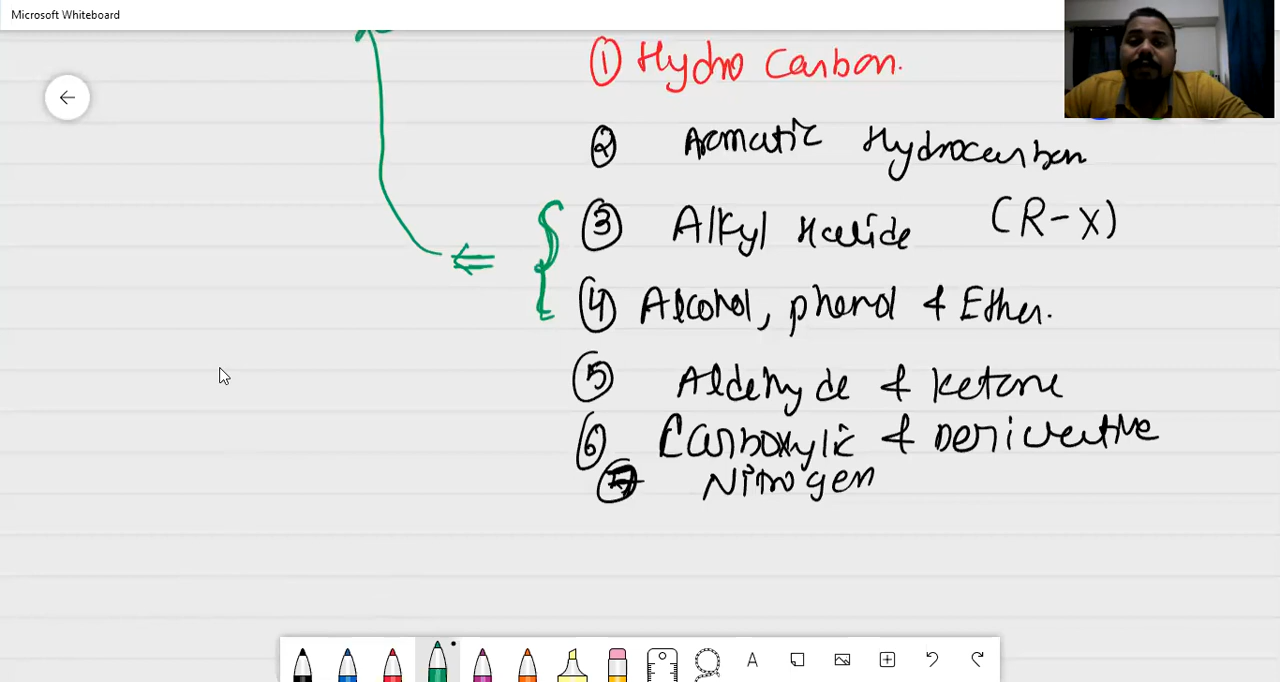 Microsoft Whiteboard
① Hydro Carbon.
② Aromatic Hydrocarbon
③ Alkyl Halide (R-X)
④ Alcohol, phenol & Ether.
⑤ Aldehyde & ketone
⑥ Carboxylic & Derivative
⑦ Nitrogen
A